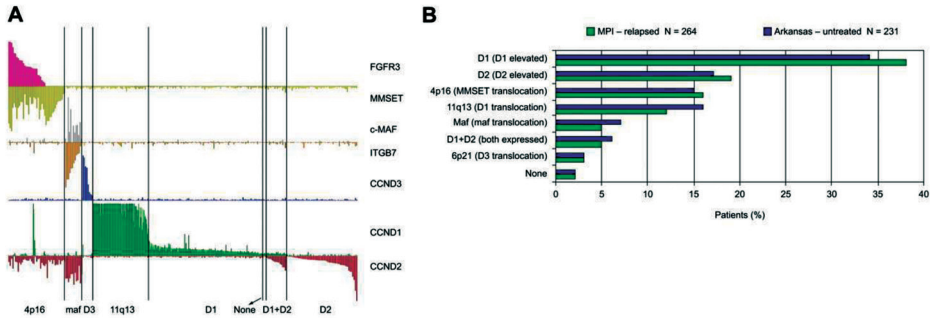 A
FGFR3
MMSET
c-MAF
ITGB7
CCND3
CCND1
CCND2
4p16 maf D3 11q13 D1 None D1+D2 D2
B
MPI – relapsed N = 264 Arkansas – untreated N = 231
D1 (D1 elevated)
D2 (D2 elevated)
4p16 (MMSET translocation)
11q13 (D1 translocation)
Maf (maf translocation)
D1+D2 (both expressed)
6p21 (D3 translocation)
None
0 5 10 15 20 25 30 35 40
Patients (%)